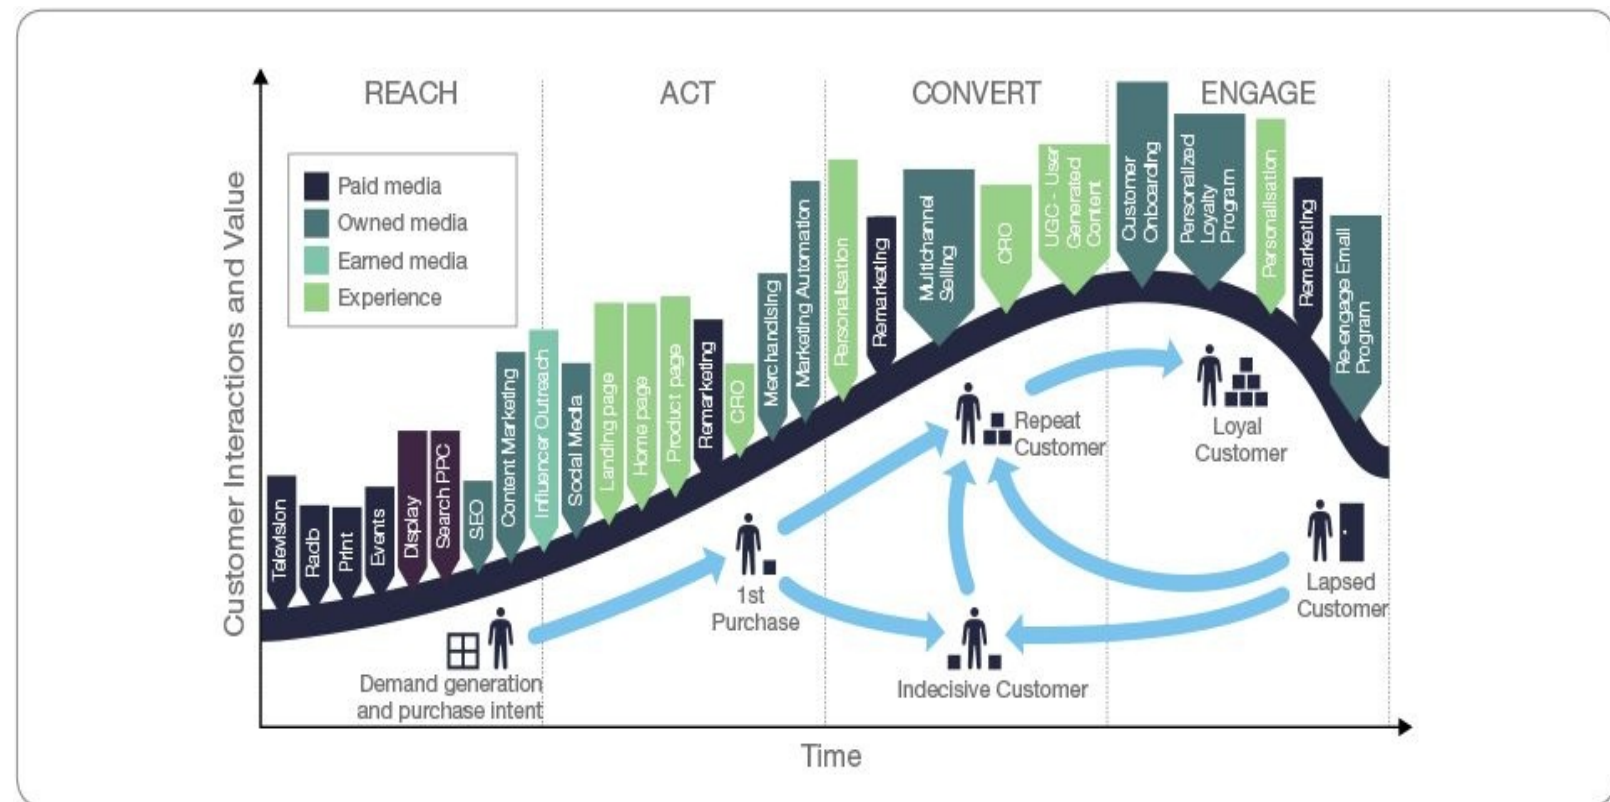 REACH
ACT
CONVERT
ENGAGE
Customer Interactions and Value
Paid media
Owned media
Earned media
Experience
Television
Radb
Print
Events
Display
Search PPC
SEO
Content Marketing
Influencer Outreach
Social Media
Landing page
Home page
Product page
Remarketing
CRO
Merchandising
Marketing Automation
Personalisation
Remarketing
Multichannel
Selling
CRO
UGC - User
Generated
Content
Customer
Onboarding
Personalized
Loyalty
Program
Personalisation
Remarketing
Re-engage Email
Program
Demand generation
and purchase intent
1st
Purchase
Repeat
Customer
Indecisive Customer
Loyal
Customer
Lapsed
Customer
Time